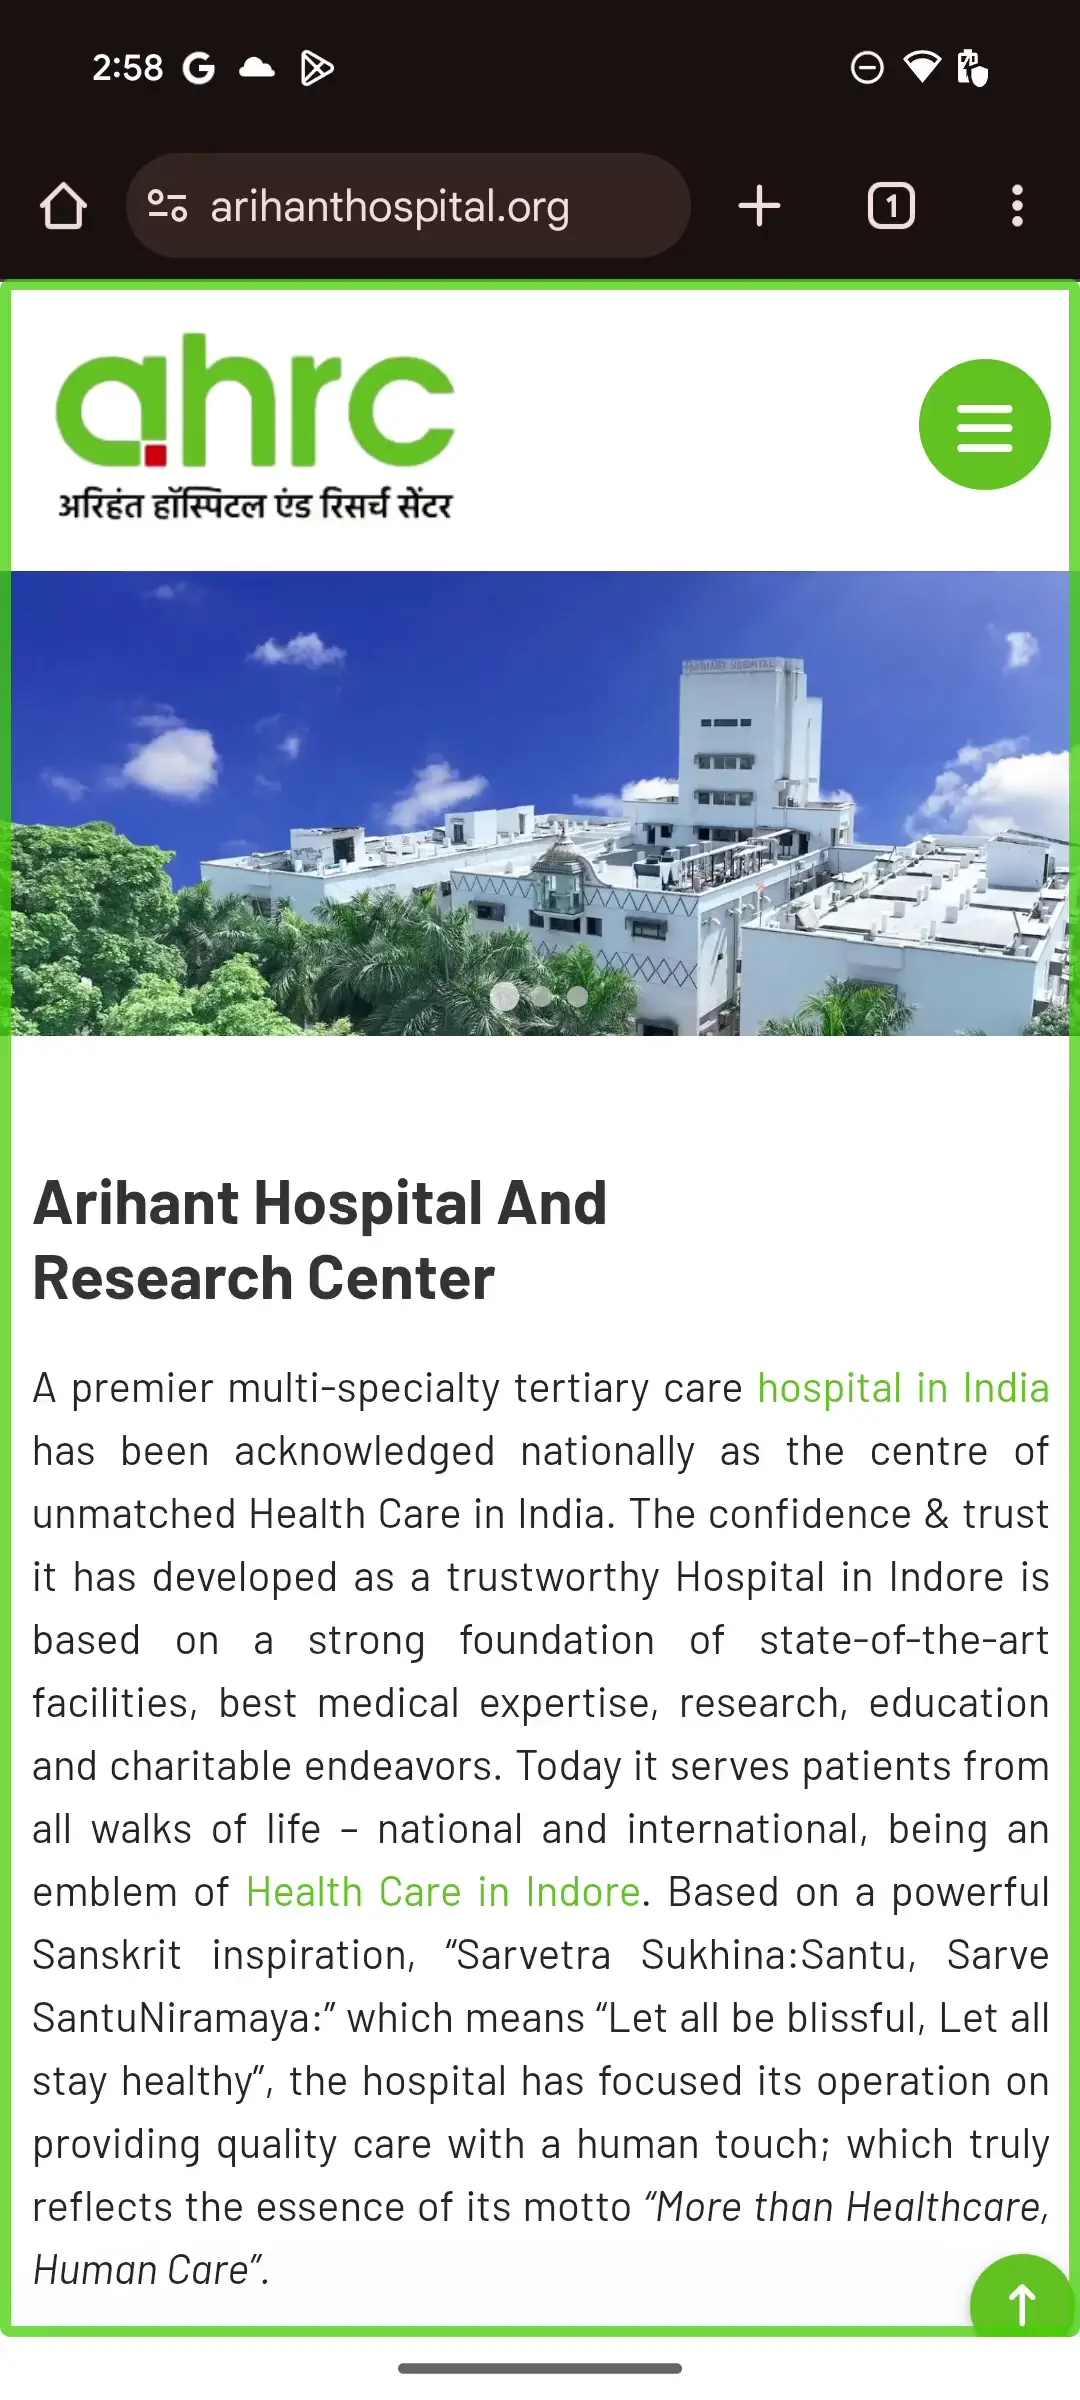 2:58
arihanthospital.org
1
ahrc
अरिहंत हॉस्पिटल एंड रिसर्च सेंटर
Arihant Hospital And
Research Center
A premier multi-specialty tertiary care hospital in India
has been acknowledged nationally as the centre of
unmatched Health Care in India. The confidence & trust
it has developed as a trustworthy Hospital in Indore is
based on a strong foundation of state-of-the-art
facilities, best medical expertise, research, education
and charitable endeavors. Today it serves patients from
all walks of life – national and international, being an
emblem of Health Care in Indore. Based on a powerful
Sanskrit inspiration, “Sarvetra Sukhina:Santu, Sarve
SantuNiramaya:” which means “Let all be blissful, Let all
stay healthy”, the hospital has focused its operation on
providing quality care with a human touch; which truly
reflects the essence of its motto “More than Healthcare,
Human Care”.